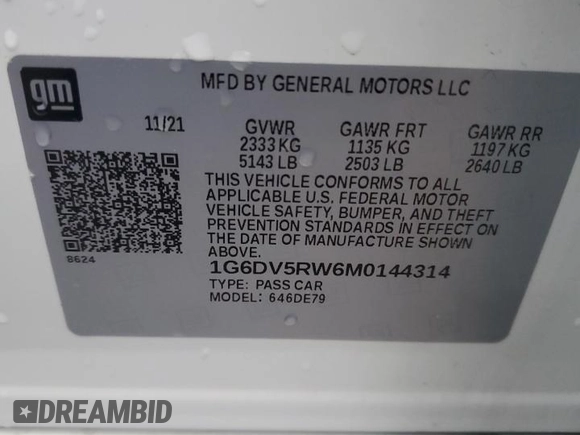 gm
MFD BY GENERAL MOTORS LLC
11/21
GVWR GAWR FRT GAWR RR
2333 KG 1135 KG 1197 KG
5143 LB 2503 LB 2640 LB
THIS VEHICLE CONFORMS TO ALL
APPLICABLE U.S. FEDERAL MOTOR
VEHICLE SAFETY, BUMPER, AND THEFT
PREVENTION STANDARDS IN EFFECT ON
THE DATE OF MANUFACTURE SHOWN
ABOVE.
8624
1G6DV5RW6M0144314
TYPE: PASS CAR
MODEL: 646DE79
DREAMBID